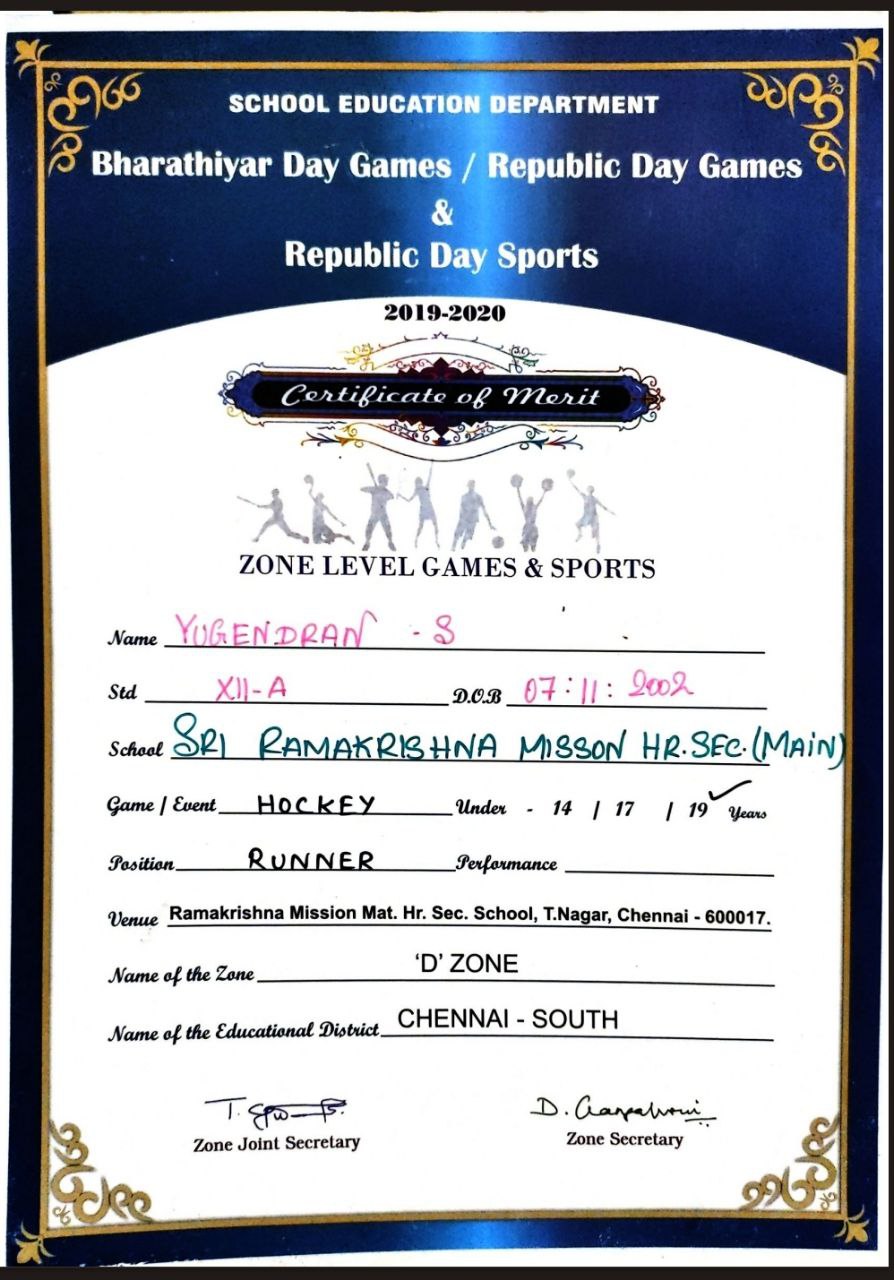 SCHOOL EDUCATION DEPARTMENT
Bharathiyar Day Games / Republic Day Games
&
Republic Day Sports
2019-2020
Certificate of Merit
ZONE LEVEL GAMES & SPORTS
Name YUGENDRAN - S
Std XII-A D.O.B 07:11:2002
School SRI RAMAKRISHNA MISSON HR.SEC.(MAIN)
Game / Event HOCKEY Under - 14 / 17 / 19 ✓ Years
Position RUNNER Performance
Venue Ramakrishna Mission Mat. Hr. Sec. School, T.Nagar, Chennai - 600017.
Name of the Zone 'D' ZONE
Name of the Educational District CHENNAI - SOUTH
T. D.
Zone Joint Secretary Zone Secretary